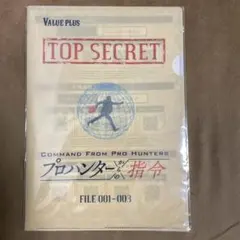 VALUE PLUS
TOP SECRET
COMMAND FROM PRO HUNTERS
プロハンター
指令
FILE 001-003